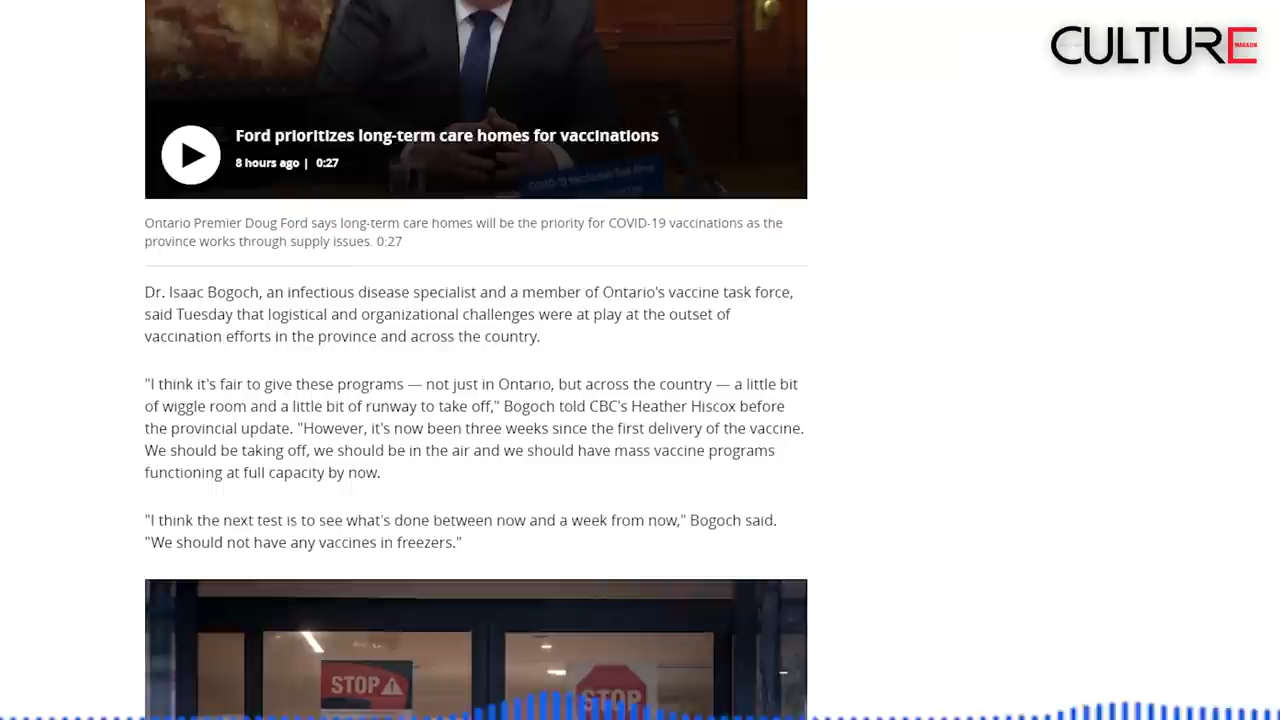 CULTURE
MAGAZIN
Ford prioritizes long-term care homes for vaccinations
8 hours ago | 0:27
Ontario Premier Doug Ford says long-term care homes will be the priority for COVID-19 vaccinations as the
province works through supply issues. 0:27
Dr. Isaac Bogoch, an infectious disease specialist and a member of Ontario's vaccine task force,
said Tuesday that logistical and organizational challenges were at play at the outset of
vaccination efforts in the province and across the country.
"I think it's fair to give these programs — not just in Ontario, but across the country — a little bit
of wiggle room and a little bit of runway to take off," Bogoch told CBC's Heather Hiscox before
the provincial update. "However, it's now been three weeks since the first delivery of the vaccine.
We should be taking off, we should be in the air and we should have mass vaccine programs
functioning at full capacity by now.
"I think the next test is to see what's done between now and a week from now," Bogoch said.
"We should not have any vaccines in freezers."
STOP
STOP